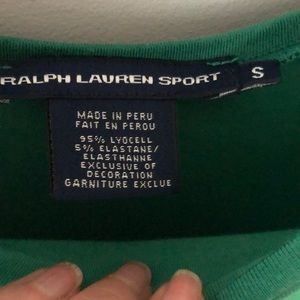 RALPH LAUREN SPORT S
MADE IN PERU
FAIT EN PEROU
95% LYOCELL
5% ELASTANE/
ELASTHANNE
EXCLUSIVE OF
DECORATION
GARNITURE EXCLUE